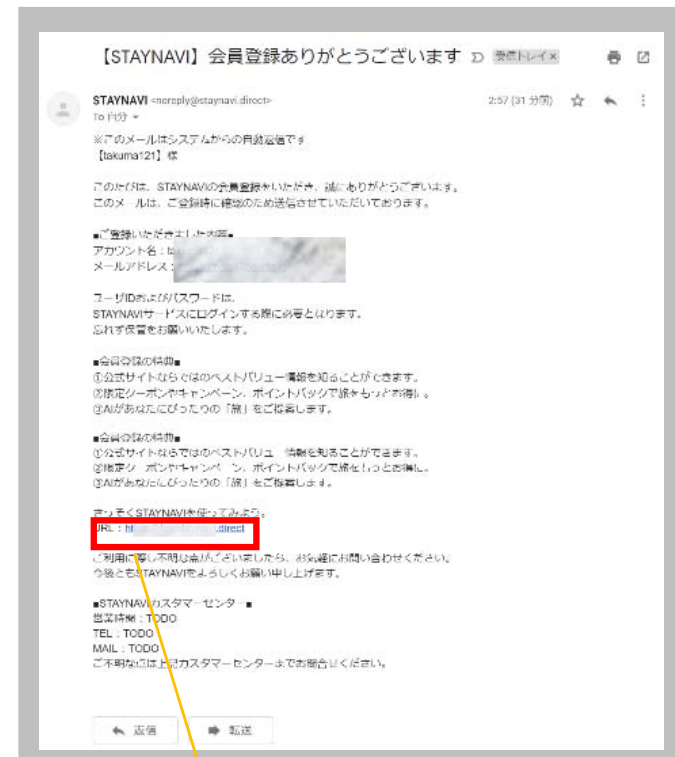 【STAYNAVI】会員登録ありがとうございます 受信トレイ ×
STAYNAVI <noreply@staynavi.direct> 2:57 (31 分前)
To 自分
※このメールはシステムからの自動返信です
【takuma121】様
このたびは、STAYNAVIの会員登録をいただき、誠にありがとうございます。
このメールは、ご登録時に確認のため送信させていただいております。
■ご登録いただきました内容■
アカウント名：
メールアドレス：
ユーザIDおよびパスワードは、
STAYNAVIサービスにログインする際に必要となります。
忘れず保管をお願いいたします。
■会員登録の特典■
①公式サイトならではのベストバリュー情報を知ることができます。
②限定クーポンやキャンペーン、ポイントバックで旅をもっとお得に。
③AIがあなたにぴったりの「旅」をご提案します。
■会員登録の特典■
①公式サイトならではのベストバリュー情報を知ることができます。
②限定クーポンやキャンペーン、ポイントバックで旅をもっとお得に。
③AIがあなたにぴったりの「旅」をご提案します。
さっそくSTAYNAVIを使ってみよう。
URL：ht .direct
ご利用に際し不明な点がございましたら、お気軽にお問い合わせください。
今後ともSTAYNAVIをよろしくお願い申し上げます。
■STAYNAVIカスタマーセンター■
営業時間：TODO
TEL：TODO
MAIL：TODO
ご不明な点は上記カスタマーセンターまでお問合せください。
返信 転送